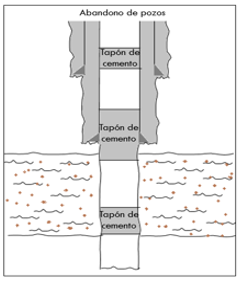 Abandono de pozos
Tapón de
cemento
Tapón de
cemento
Tapón de
cemento